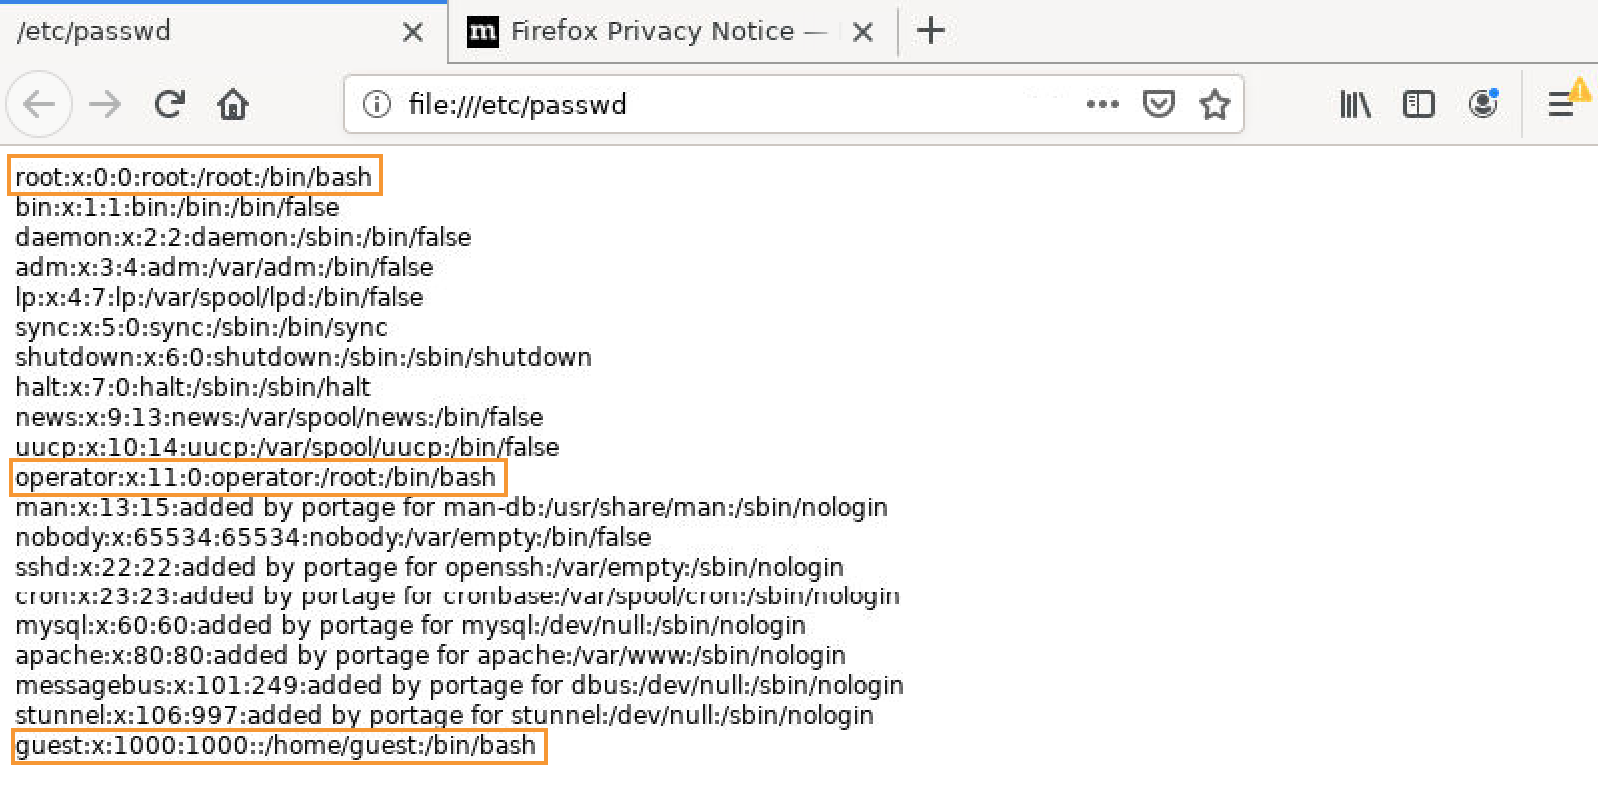 /etc/passwd
m Firefox Privacy Notice —
file:///etc/passwd
root:x:0:0:root:/root:/bin/bash
bin:x:1:1:bin:/bin:/bin/false
daemon:x:2:2:daemon:/sbin:/bin/false
adm:x:3:4:adm:/var/adm:/bin/false
lp:x:4:7:lp:/var/spool/lpd:/bin/false
sync:x:5:0:sync:/sbin:/bin/sync
shutdown:x:6:0:shutdown:/sbin:/sbin/shutdown
halt:x:7:0:halt:/sbin:/sbin/halt
news:x:9:13:news:/var/spool/news:/bin/false
uucp:x:10:14:uucp:/var/spool/uucp:/bin/false
operator:x:11:0:operator:/root:/bin/bash
man:x:13:15:added by portage for man-db:/usr/share/man:/sbin/nologin
nobody:x:65534:65534:nobody:/var/empty:/bin/false
sshd:x:22:22:added by portage for openssh:/var/empty:/sbin/nologin
cron:x:23:23:added by portage for cronbase:/var/spool/cron:/sbin/nologin
mysql:x:60:60:added by portage for mysql:/dev/null:/sbin/nologin
apache:x:80:80:added by portage for apache:/var/www:/sbin/nologin
messagebus:x:101:249:added by portage for dbus:/dev/null:/sbin/nologin
stunnel:x:106:997:added by portage for stunnel:/dev/null:/sbin/nologin
guest:x:1000:1000::/home/guest:/bin/bash